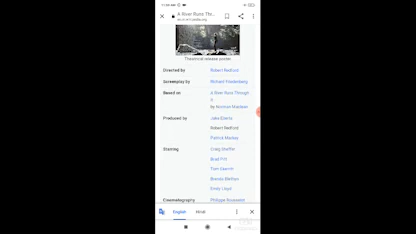 A River Runs Thr...
Theatrical release poster
Directed by
Robert Redford
Screenplay by
Richard Friedenberg
Based on
A River Runs Through
It
by Norman Maclean
Produced by
Jake Eberts
Robert Redford
Patrick Markey
Starring
Craig Sheffer
Brad Pitt
Tom Skerritt
Brenda Blethyn
Emily Lloyd
Cinematography
Philippe Rousselot
English
Hindi